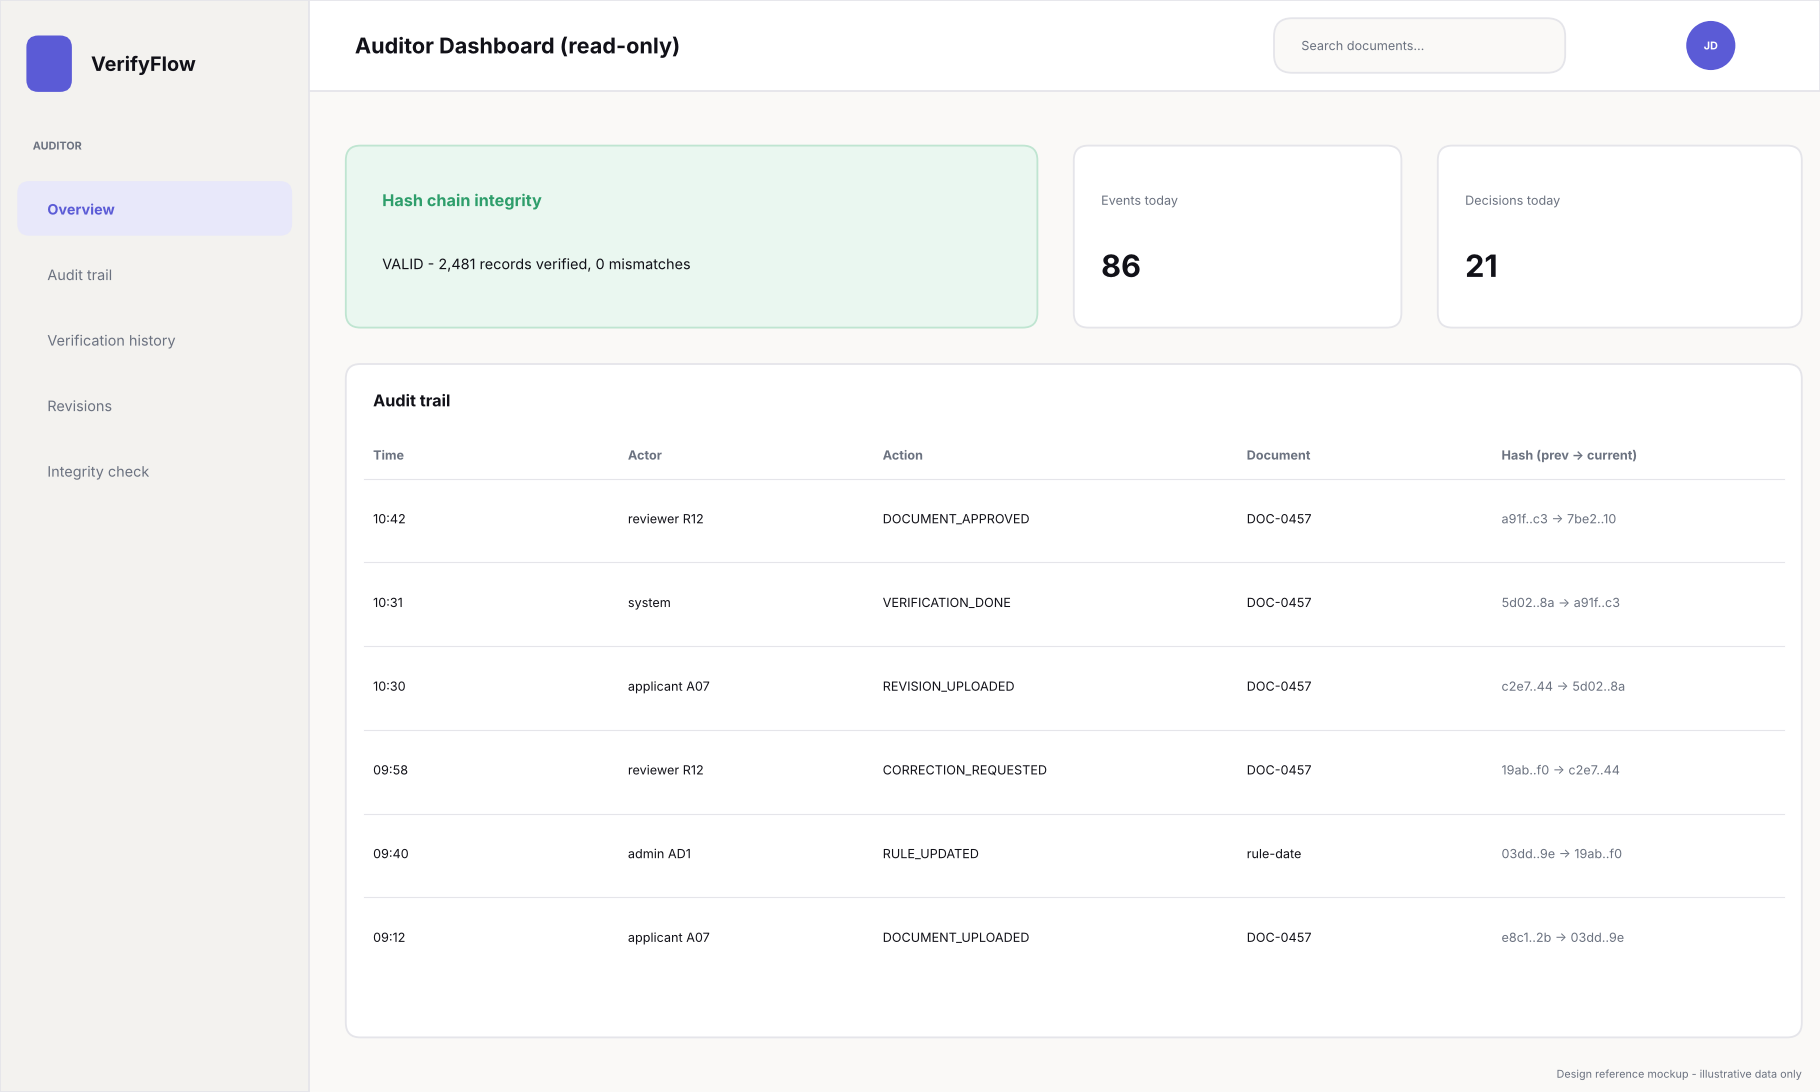 VerifyFlow
AUDITOR
Overview
Audit trail
Verification history
Revisions
Integrity check
Auditor Dashboard (read-only)
Search documents...
JD
Hash chain integrity
VALID - 2,481 records verified, 0 mismatches
Events today
86
Decisions today
21
Audit trail
Time Actor Action Document Hash (prev → current)
10:42 reviewer R12 DOCUMENT_APPROVED DOC-0457 a91f..c3 → 7be2..10
10:31 system VERIFICATION_DONE DOC-0457 5d02..8a → a91f..c3
10:30 applicant A07 REVISION_UPLOADED DOC-0457 c2e7..44 → 5d02..8a
09:58 reviewer R12 CORRECTION_REQUESTED DOC-0457 19ab..f0 → c2e7..44
09:40 admin AD1 RULE_UPDATED rule-date 03dd..9e → 19ab..f0
09:12 applicant A07 DOCUMENT_UPLOADED DOC-0457 e8c1..2b → 03dd..9e
Design reference mockup - illustrative data only